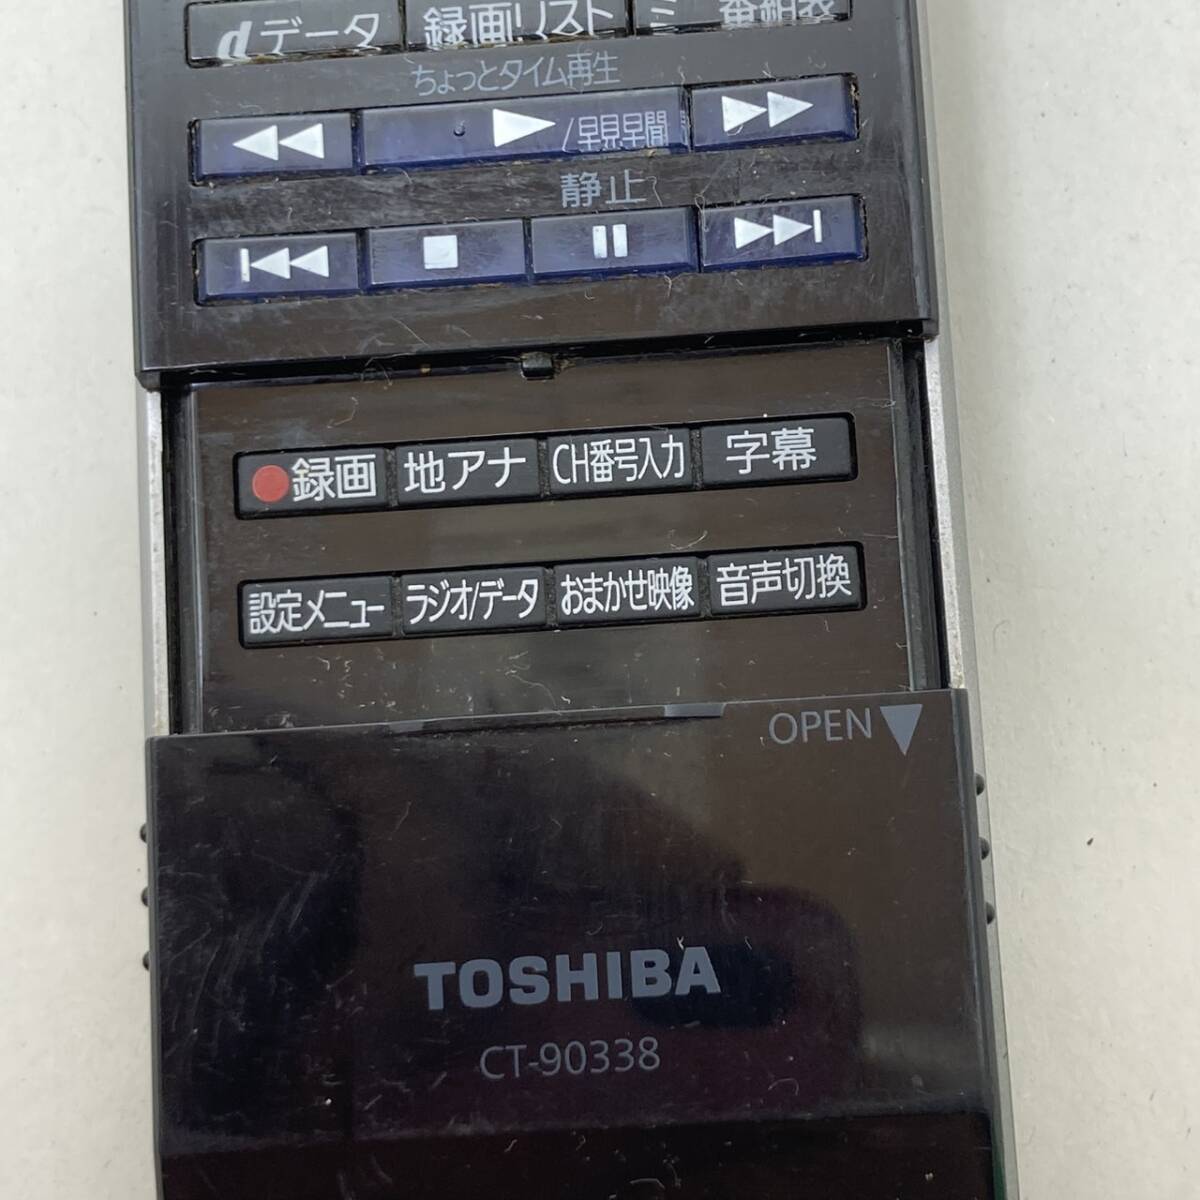 dデータ 録画リスト 番組表
ちょっとタイム再生
/早見早聞
静止
録画 地アナ CH番号入力 字幕
設定メニュー ラジオ/データ おまかせ映像 音声切換
OPEN
TOSHIBA
CT-90338